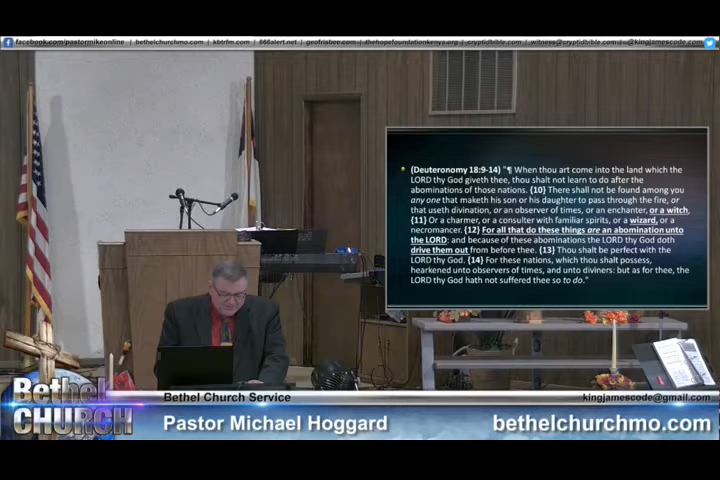 facebook.com/pastormikeonline | bethelchurchmo.com | kbtrfm.com | 666alert.net | geofrisbee.com | thehopefoundationkenya.org | cryptidbible.com | witness@cryptidbible.com | @kingjamescode.com
(Deuteronomy 18:9-14) "¶ When thou art come into the land which the
LORD thy God giveth thee, thou shalt not learn to do after the
abominations of those nations. {10} There shall not be found among you
any one that maketh his son or his daughter to pass through the fire, or
that useth divination, or an observer of times, or an enchanter, or a witch,
{11} Or a charmer, or a consulter with familiar spirits, or a wizard, or a
necromancer. {12} For all that do these things are an abomination unto
the LORD: and because of these abominations the LORD thy God doth
drive them out from before thee. {13} Thou shalt be perfect with the
LORD thy God. {14} For these nations, which thou shalt possess,
hearkened unto observers of times, and unto diviners: but as for thee, the
LORD thy God hath not suffered thee so to do."
Bethel
CHURCH
Bethel Church Service
kingjamescode@gmail.com
Pastor Michael Hoggard
bethelchurchmo.com